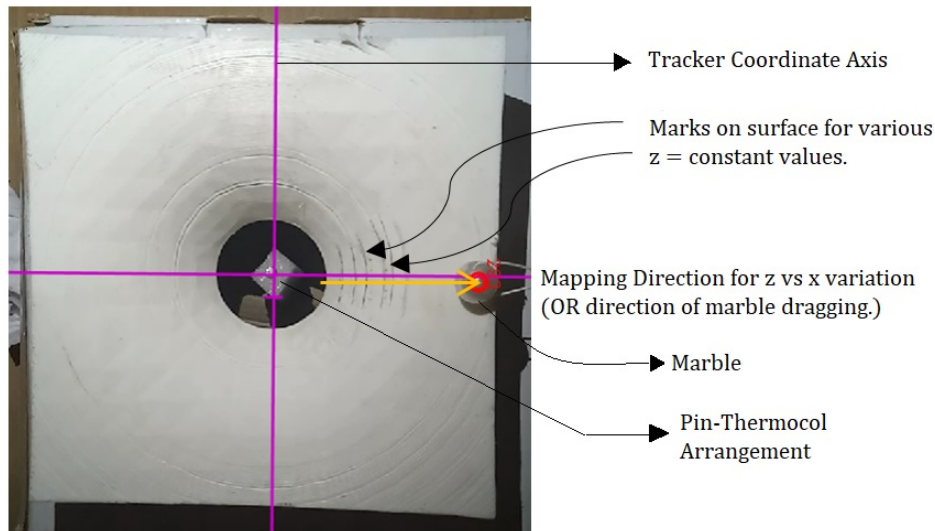 Tracker Coordinate Axis
Marks on surface for various
z = constant values.
Mapping Direction for z vs x variation
(OR direction of marble dragging.)
Marble
Pin-Thermocol
Arrangement